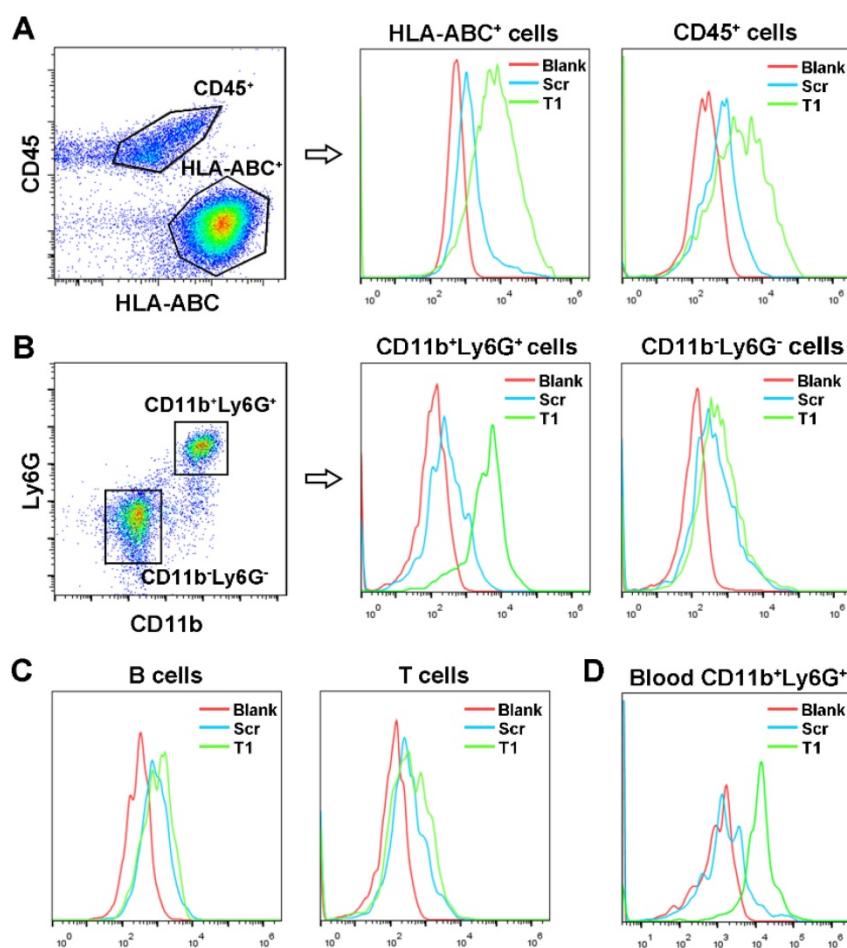 A
CD45
CD45⁺
HLA-ABC⁺
HLA-ABC
HLA-ABC⁺ cells
Blank
Scr
T1
10⁰ 10² 10⁴ 10⁶
CD45⁺ cells
Blank
Scr
T1
10⁰ 10² 10⁴ 10⁶
B
Ly6G
CD11b⁺Ly6G⁺
CD11b⁻Ly6G⁻
CD11b
CD11b⁺Ly6G⁺ cells
Blank
Scr
T1
10⁰ 10² 10⁴ 10⁶
CD11b⁻Ly6G⁻ cells
Blank
Scr
T1
10⁰ 10² 10⁴ 10⁶
C
B cells
Blank
Scr
T1
10⁰ 10² 10⁴ 10⁶
T cells
Blank
Scr
T1
10⁰ 10² 10⁴ 10⁶
D
Blood CD11b⁺Ly6G⁺
Blank
Scr
T1
10⁰ 10² 10⁴ 10⁶